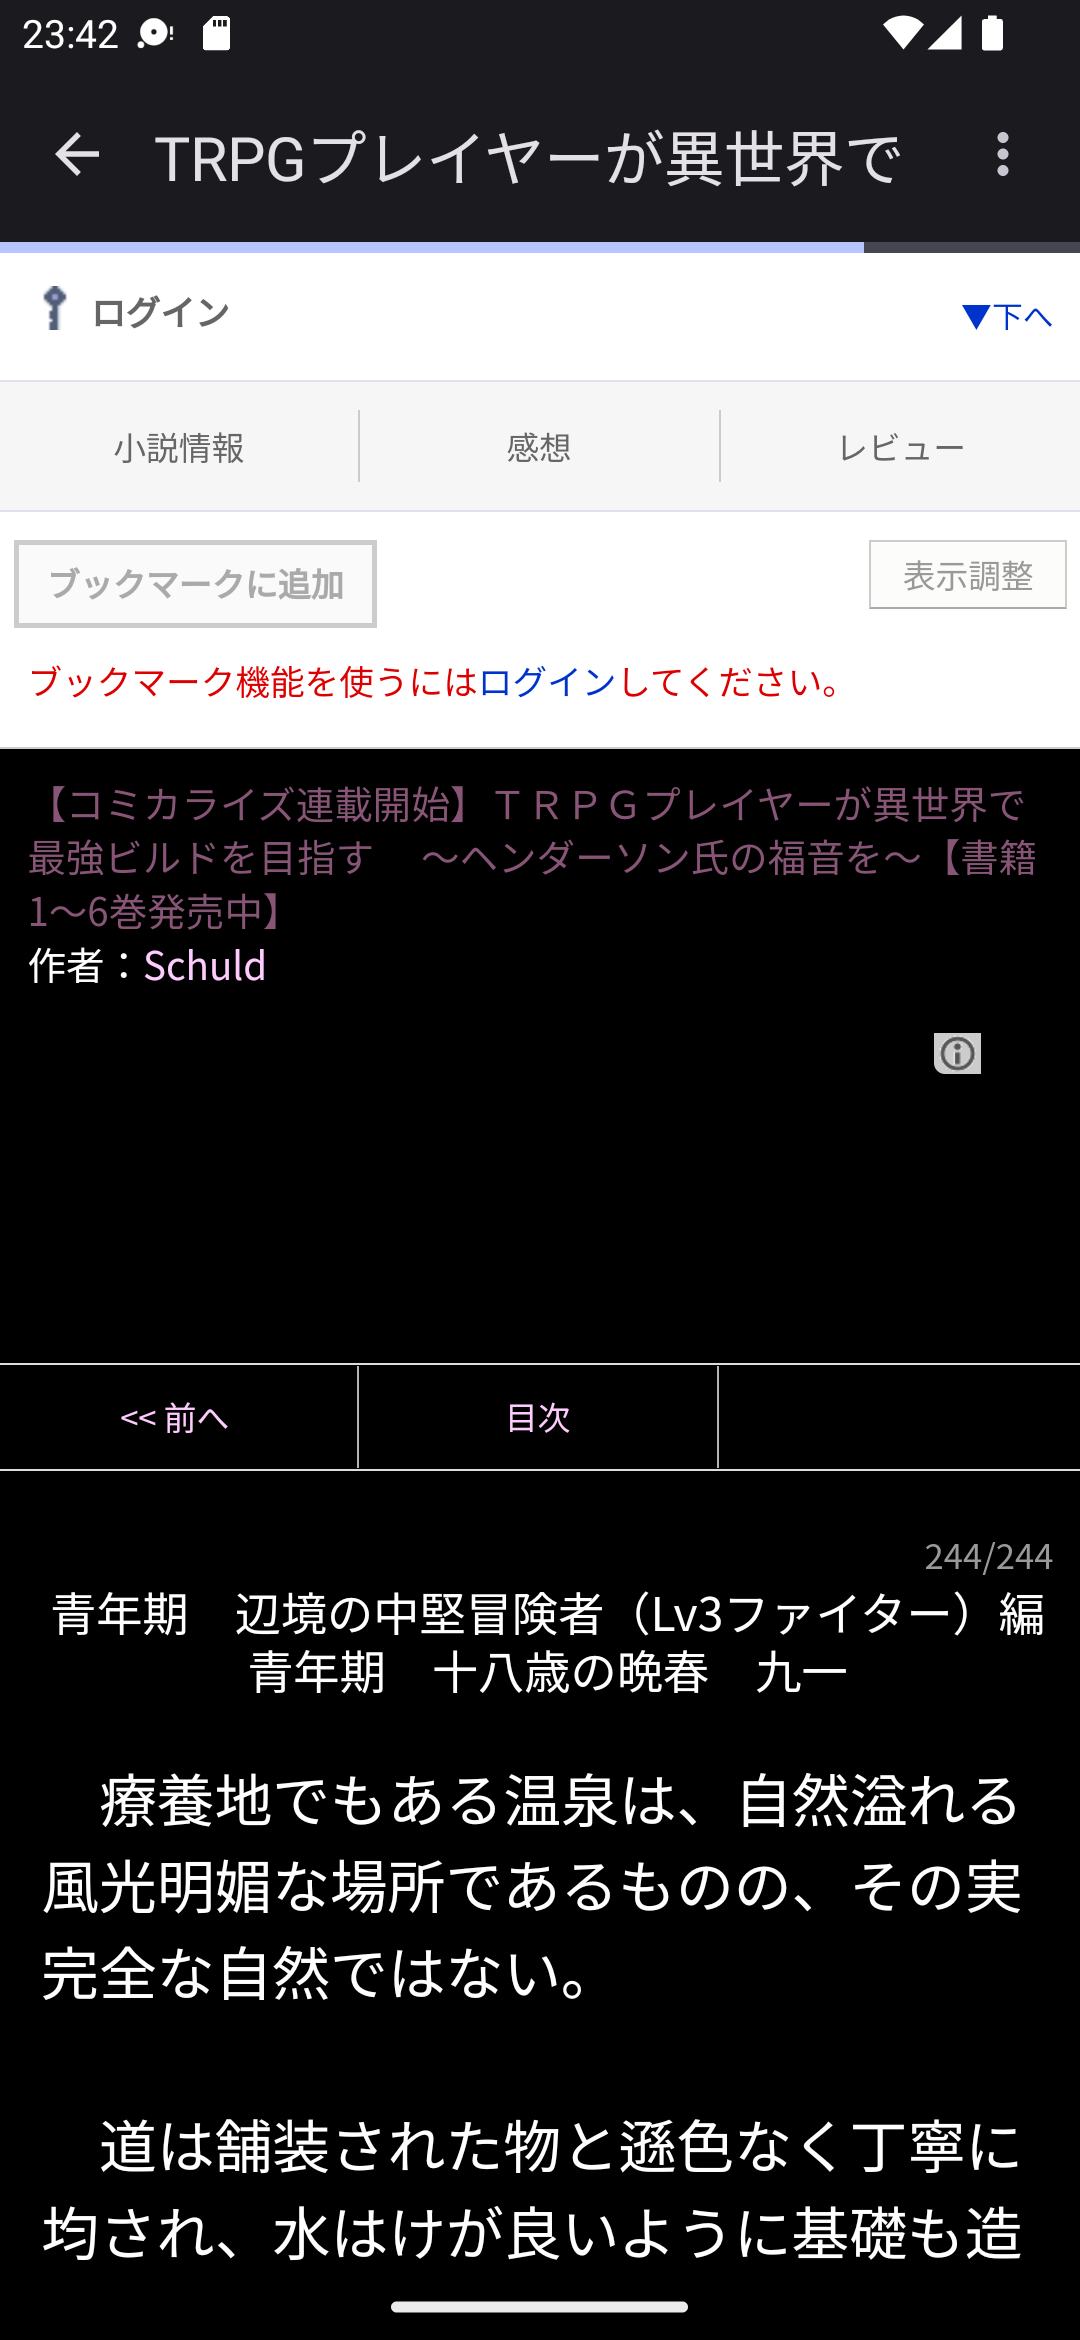 23:42
TRPGプレイヤーが異世界で
ログイン
▼下へ
小説情報
感想
レビュー
ブックマークに追加
表示調整
ブックマーク機能を使うにはログインしてください。
【コミカライズ連載開始】ＴＲＰＧプレイヤーが異世界で
最強ビルドを目指す　～ヘンダーソン氏の福音を～【書籍
1～6巻発売中】
作者：Schuld
<< 前へ
目次
244/244
青年期　辺境の中堅冒険者（Lv3ファイター）編
青年期　十八歳の晩春　九一
　療養地でもある温泉は、自然溢れる
風光明媚な場所であるものの、その実
完全な自然ではない。
　道は舗装された物と遜色なく丁寧に
均され、水はけが良いように基礎も造